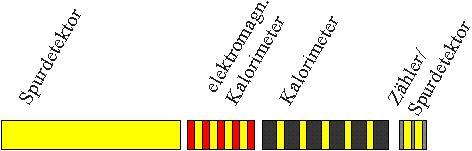 Spurdetektor
elektromagn.
Kalorimeter
Kalorimeter
Zähler/
Spurdetektor